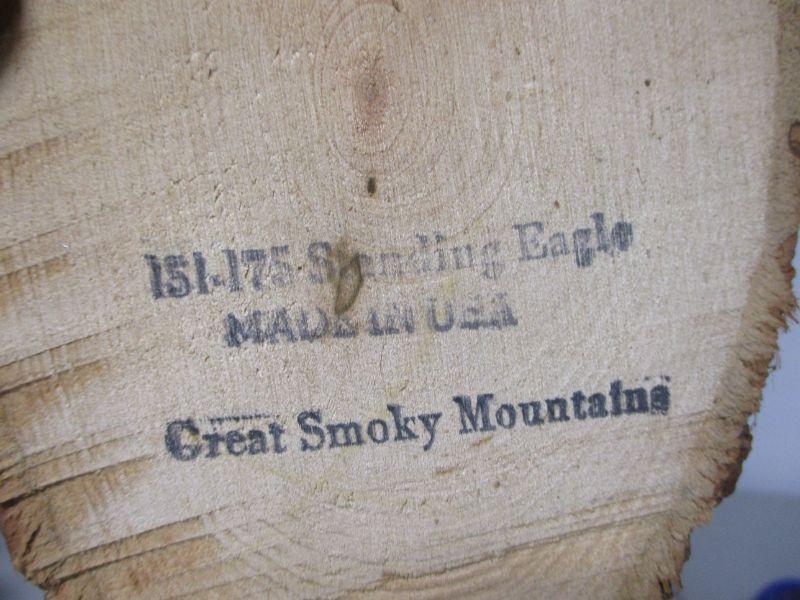 151-175 Standing Eagle
MADE IN USA
Great Smoky Mountains